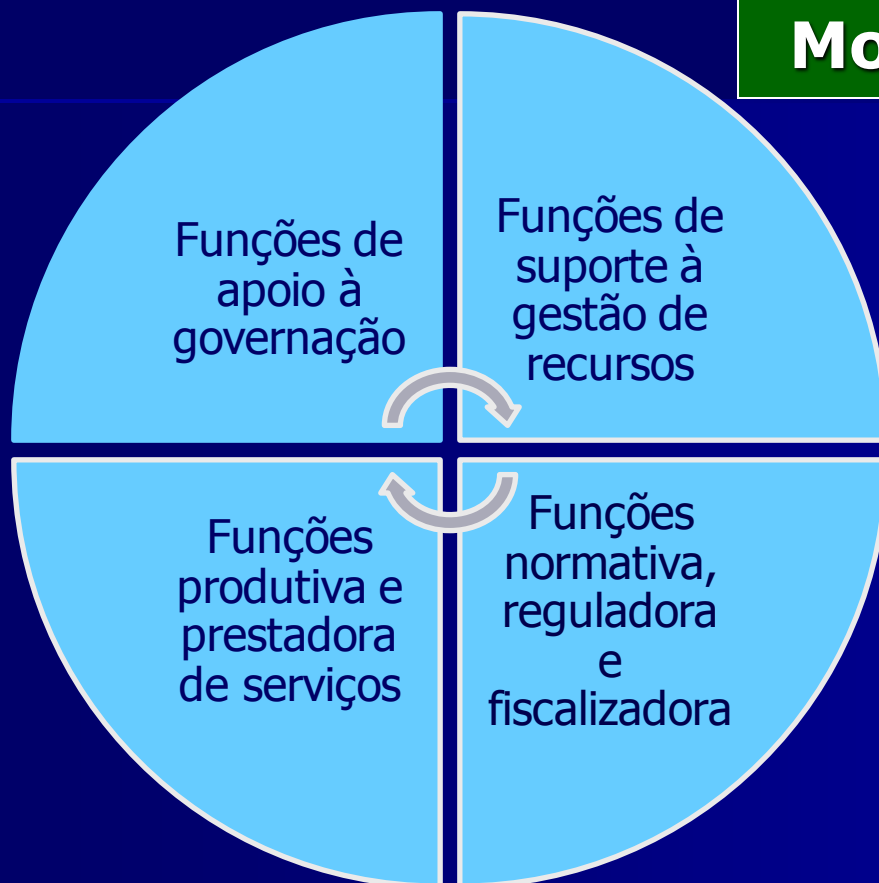 Mo
Funções de
apoio à
governação
Funções de
suporte à
gestão de
recursos
Funções
produtiva e
prestadora
de serviços
Funções
normativa,
reguladora
e
fiscalizadora